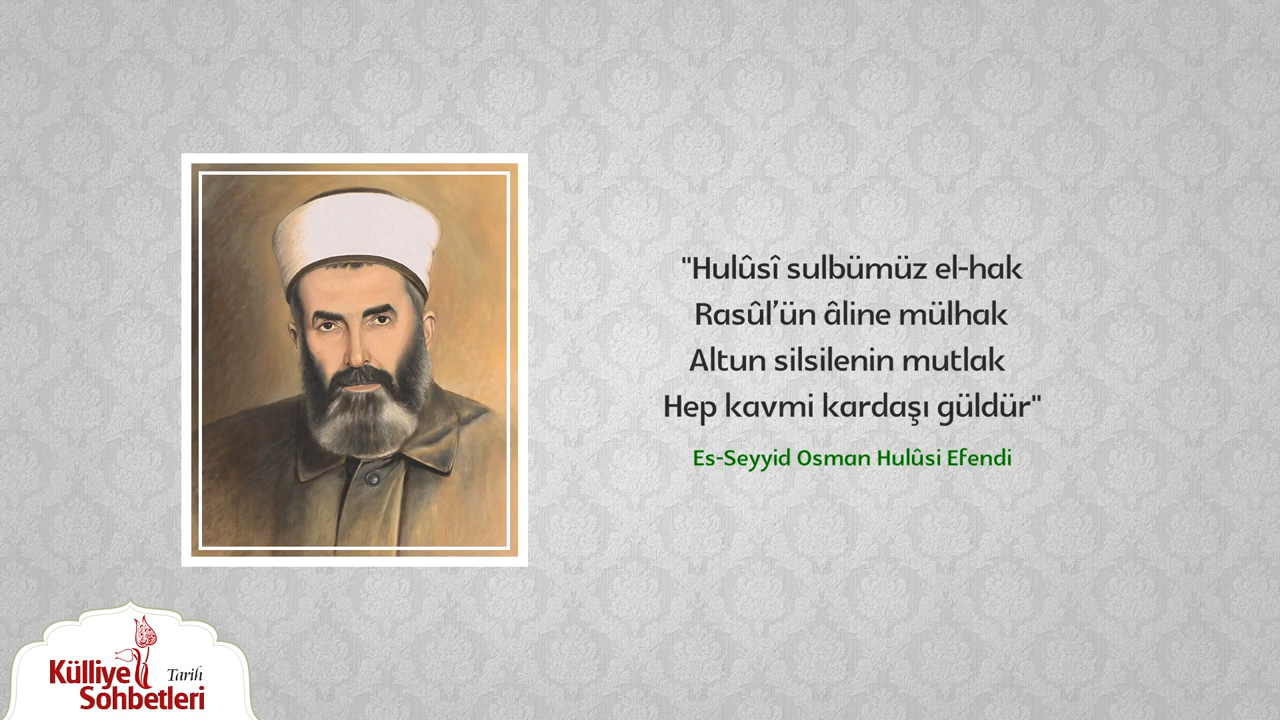 "Hulûsî sulbümüz el-hak
Rasûl’ün âline mülhak
Altun silsilenin mutlak
Hep kavmi kardaşı güldür"
Es-Seyyid Osman Hulûsi Efendi
Külliye Tarih
Sohbetleri